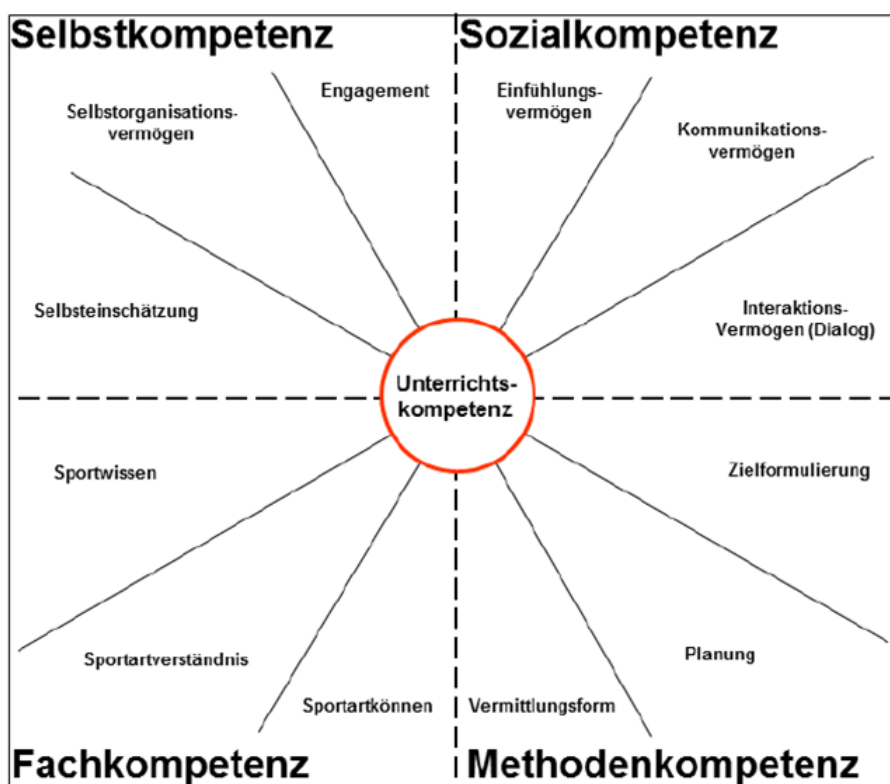 Selbstkompetenz
Sozialkompetenz
Engagement
Einfühlungs-
vermögen
Selbstorganisations-
vermögen
Kommunikations-
vermögen
Selbsteinschätzung
Interaktions-
Vermögen (Dialog)
Unterrichts-
kompetenz
Sportwissen
Zielformulierung
Sportartverständnis
Planung
Sportartkönnen
Vermittlungsform
Fachkompetenz
Methodenkompetenz